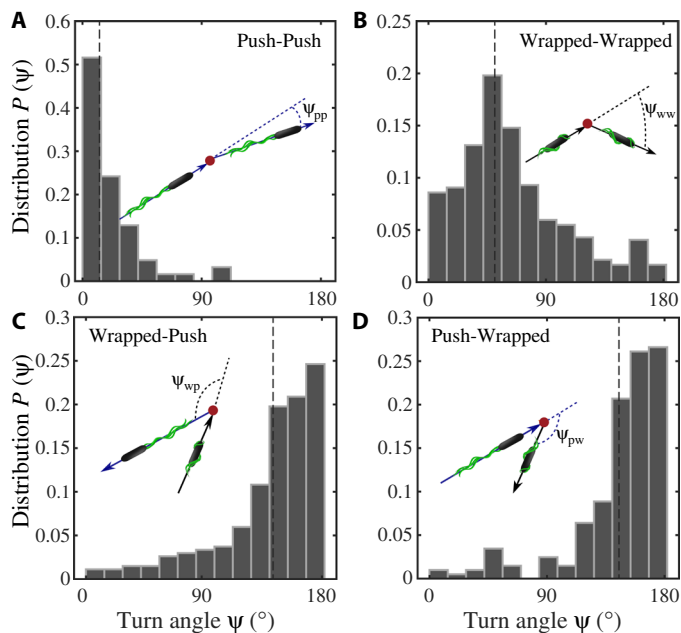 A
Push-Push
Distribution P (ψ)
0.6
0.5
0.4
0.3
0.2
0.1
0
0
90
180
ψpp
B
Wrapped-Wrapped
0.25
0.2
0.15
0.1
0.05
0
0
90
180
ψww
C
Wrapped-Push
Distribution P (ψ)
0.3
0.25
0.2
0.15
0.1
0.05
0
0
90
180
Turn angle ψ (°)
ψwp
D
Push-Wrapped
0.3
0.25
0.2
0.15
0.1
0.05
0
0
90
180
Turn angle ψ (°)
ψpw